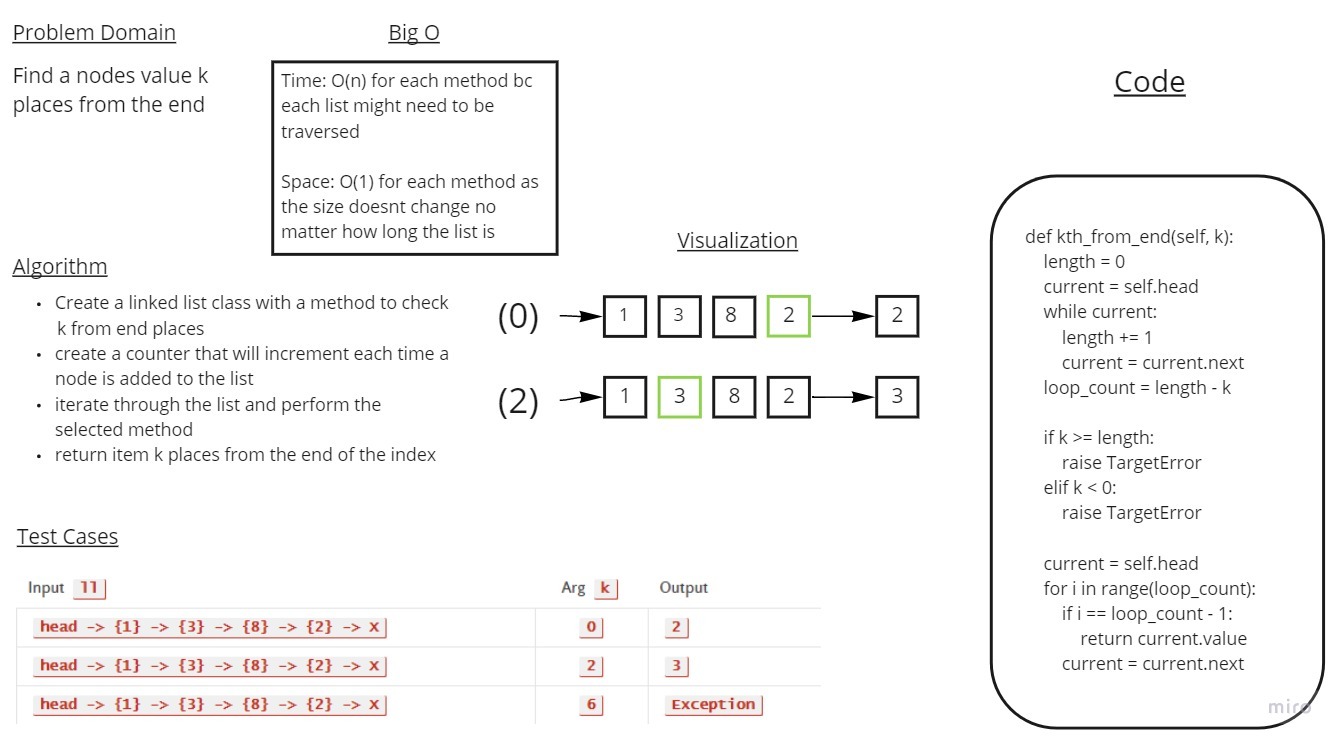 Problem Domain
Find a nodes value k
places from the end
Big O
Time: O(n) for each method bc
each list might need to be
traversed
Space: O(1) for each method as
the size doesnt change no
matter how long the list is
Algorithm
• Create a linked list class with a method to check
k from end places
• create a counter that will increment each time a
node is added to the list
• iterate through the list and perform the
selected method
• return item k places from the end of the index
Visualization
(0) 1 3 8 2 2
(2) 1 3 8 2 3
Test Cases
Input ll Arg k Output
head -> {1} -> {3} -> {8} -> {2} -> X 0 2
head -> {1} -> {3} -> {8} -> {2} -> X 2 3
head -> {1} -> {3} -> {8} -> {2} -> X 6 Exception
Code
def kth_from_end(self, k):
length = 0
current = self.head
while current:
length += 1
current = current.next
loop_count = length - k
if k >= length:
raise TargetError
elif k < 0:
raise TargetError
current = self.head
for i in range(loop_count):
if i == loop_count - 1:
return current.value
current = current.next
miro